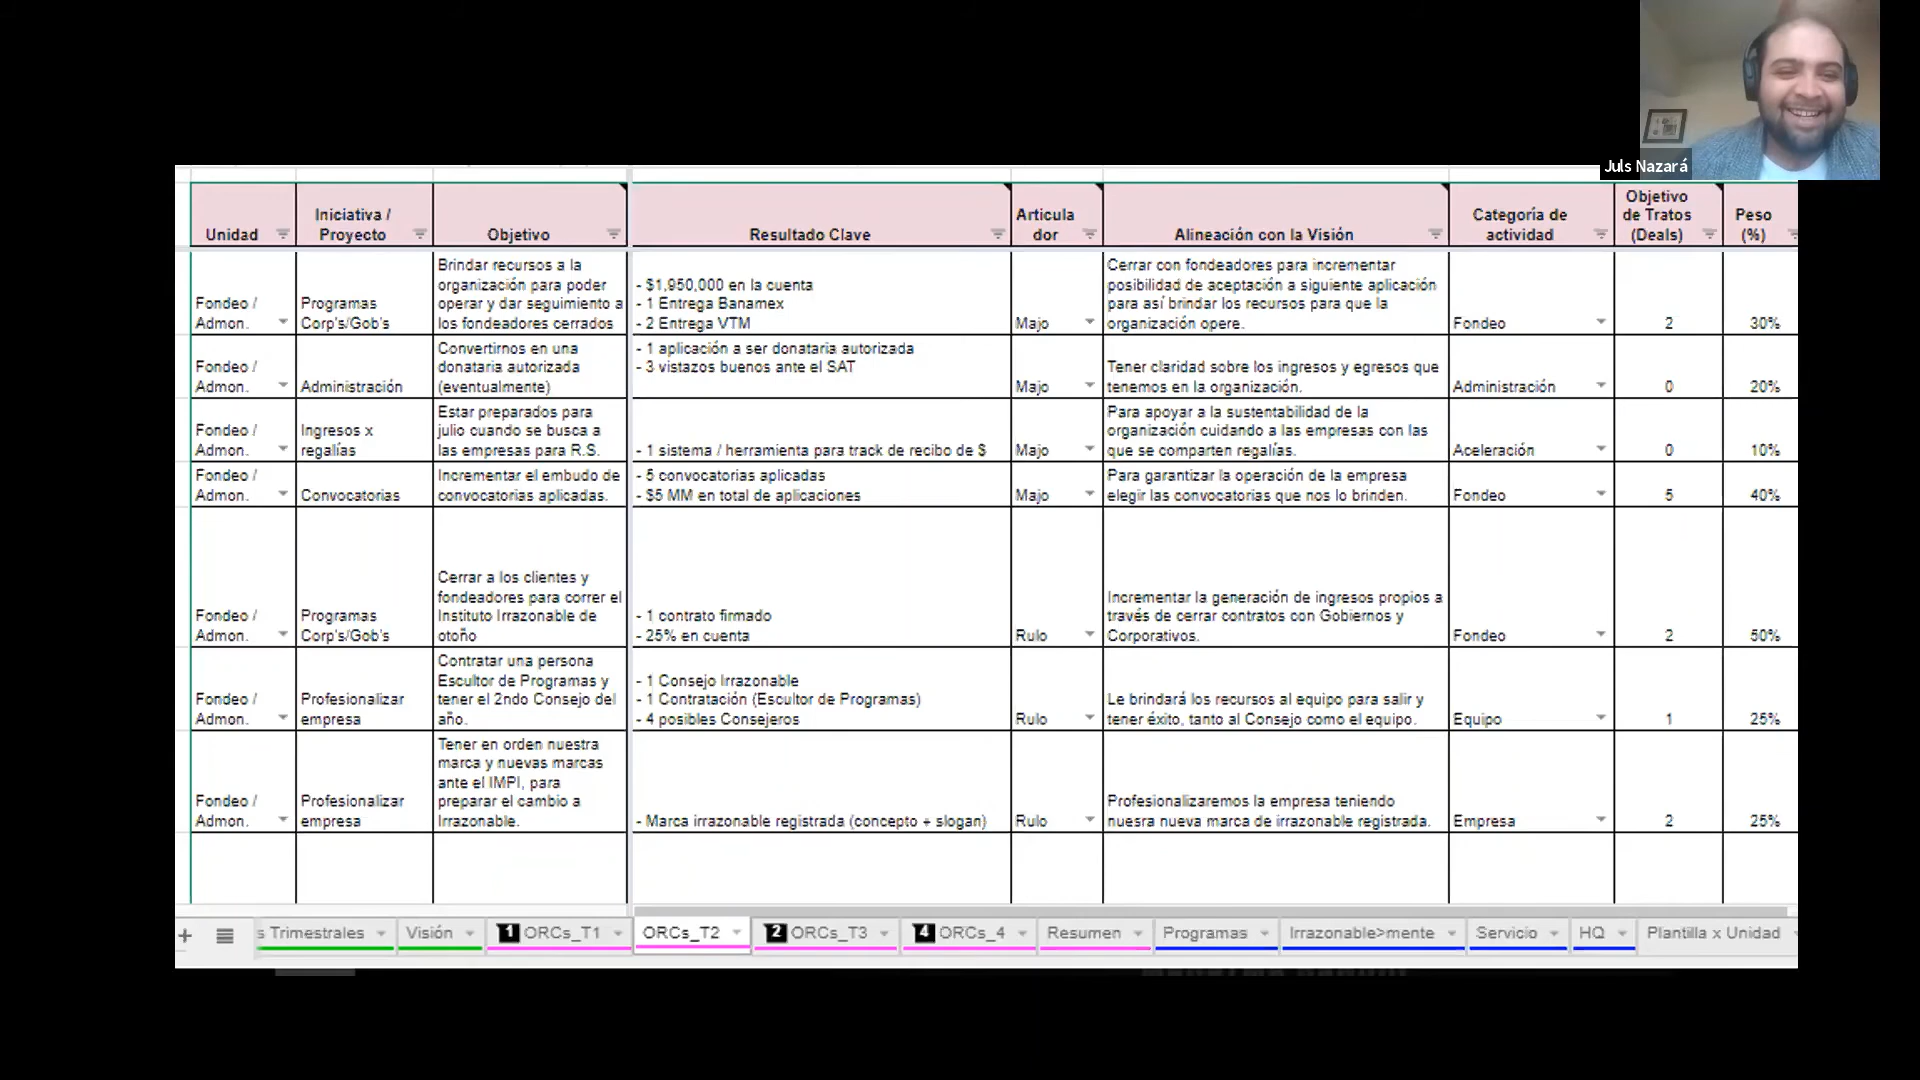 Juls Nazará
Unidad
Iniciativa /
Proyecto
Objetivo
Resultado Clave
Articula
dor
Alineación con la Visión
Categoría de
actividad
Objetivo
de Tratos
(Deals)
Peso
(%)
Fondeo /
Admon.
Programas
Corp's/Gob's
Brindar recursos a la
organización para poder
operar y dar seguimiento a
los fondeadores cerrados
- $1,950,000 en la cuenta
- 1 Entrega Banamex
- 2 Entrega VTM
Majo
Cerrar con fondeadores para incrementar
posibilidad de aceptación a siguiente aplicación
para así brindar los recursos para que la
organización opere.
Fondeo
2
30%
Fondeo /
Admon.
Administración
Convertirnos en una
donataria autorizada
(eventualmente)
- 1 aplicación a ser donataria autorizada
- 3 vistazos buenos ante el SAT
Majo
Tener claridad sobre los ingresos y egresos que
tenemos en la organización.
Administración
0
20%
Fondeo /
Admon.
Ingresos x
regalías
Estar preparados para
julio cuando se busca a
las empresas para R.S.
- 1 sistema / herramienta para track de recibo de $
Majo
Para apoyar a la sustentabilidad de la
organización cuidando a las empresas con las
que se comparten regalías.
Aceleración
0
10%
Fondeo /
Admon.
Convocatorias
Incrementar el embudo de
convocatorias aplicadas.
- 5 convocatorias aplicadas
- $5 MM en total de aplicaciones
Majo
Para garantizar la operación de la empresa
elegir las convocatorias que nos lo brinden.
Fondeo
5
40%
Fondeo /
Admon.
Programas
Corp's/Gob's
Cerrar a los clientes y
fondeadores para correr el
Instituto Irrazonable de
otoño
- 1 contrato firmado
- 25% en cuenta
Rulo
Incrementar la generación de ingresos propios a
través de cerrar contratos con Gobiernos y
Corporativos.
Fondeo
2
50%
Fondeo /
Admon.
Profesionalizar
empresa
Contratar una persona
Escultor de Programas y
tener el 2ndo Consejo del
año.
- 1 Consejo Irrazonable
- 1 Contratación (Escultor de Programas)
- 4 posibles Consejeros
Rulo
Le brindará los recursos al equipo para salir y
tener éxito, tanto al Consejo como el equipo.
Equipo
1
25%
Fondeo /
Admon.
Profesionalizar
empresa
Tener en orden nuestra
marca y nuevas marcas
ante el IMPI, para
preparar el cambio a
Irrazonable.
- Marca irrazonable registrada (concepto + slogan)
Rulo
Profesionalizaremos la empresa teniendo
nuesra nueva marca de irrazonable registrada.
Empresa
2
25%
s Trimestrales
Visión
1 ORCs_T1
ORCs_T2
2 ORCs_T3
4 ORCs_4
Resumen
Programas
Irrazonable>mente
Servicio
HQ
Plantilla x Unidad